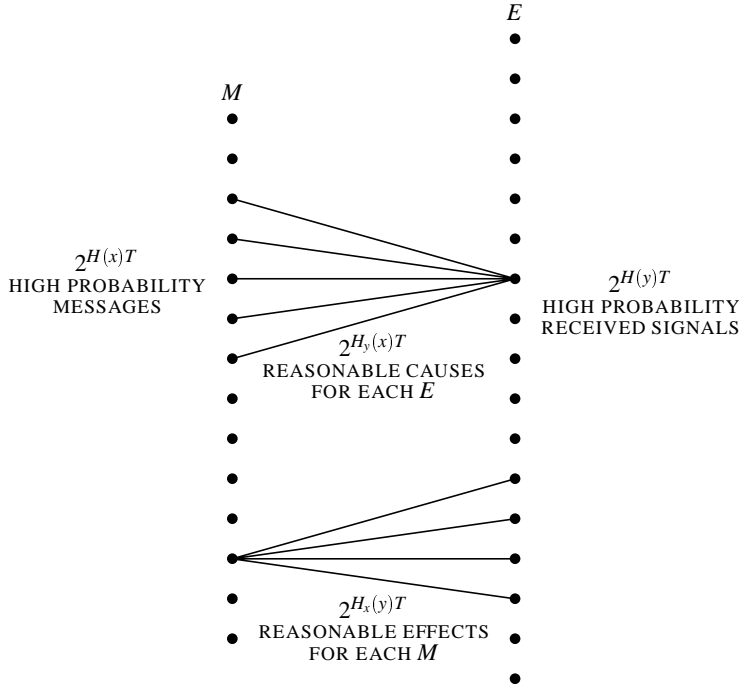 E
M
2^{H(x)T}
HIGH PROBABILITY
MESSAGES
2^{H_y(x)T}
REASONABLE CAUSES
FOR EACH E
2^{H(y)T}
HIGH PROBABILITY
RECEIVED SIGNALS
2^{H_x(y)T}
REASONABLE EFFECTS
FOR EACH M